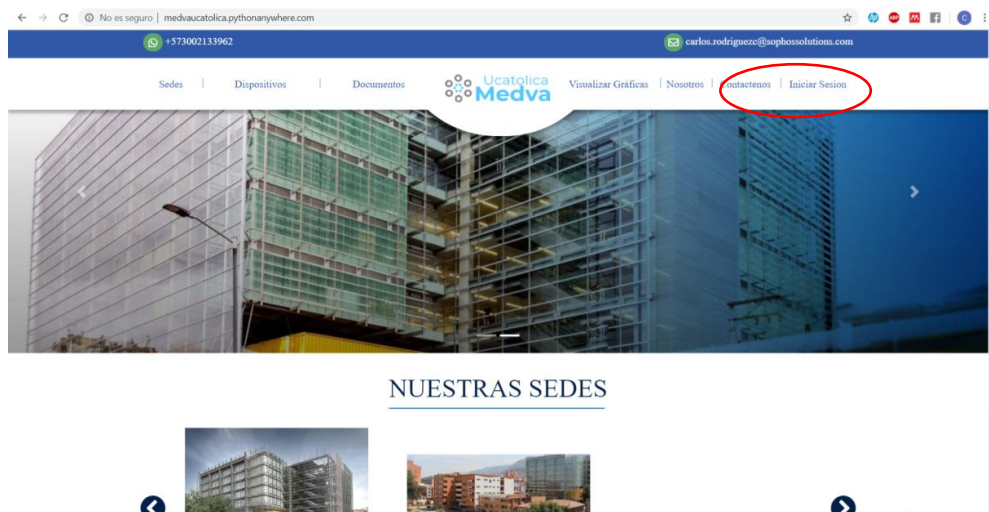 No es seguro | medvaucatolica.pythonanywhere.com
+573002133962 carlos.rodriguezc@sophossolutions.com
Sedes | Dispositivos | Documentos Ucatolica Medva Visualizar Gráficas | Nosotros | Contactenos | Iniciar Sesion
NUESTRAS SEDES